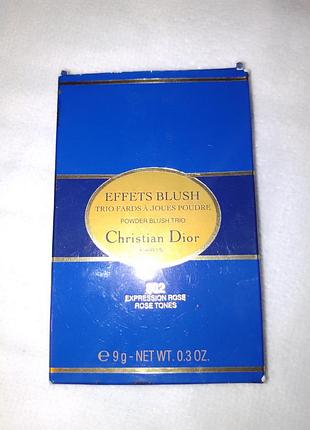 EFFETS BLUSH
TRIO FARDS À JOUES POUDRE
POWDER BLUSH TRIO
Christian Dior
EXPRESSION ROSE
ROSE TONES
℮ 9 g - NET WT. 0.3 OZ.